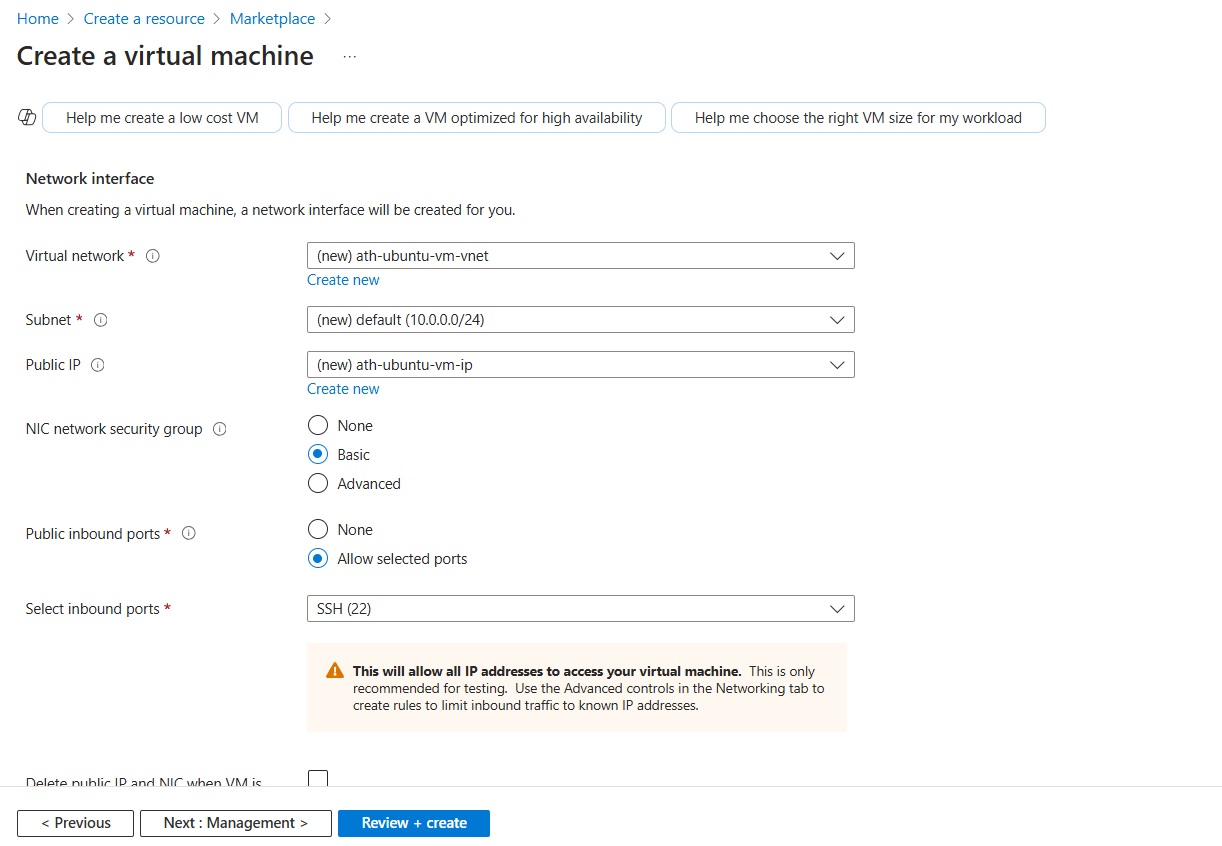 Home > Create a resource > Marketplace >
Create a virtual machine ...
Help me create a low cost VM
Help me create a VM optimized for high availability
Help me choose the right VM size for my workload
Network interface
When creating a virtual machine, a network interface will be created for you.
Virtual network *
(new) ath-ubuntu-vm-vnet
Create new
Subnet *
(new) default (10.0.0.0/24)
Public IP
(new) ath-ubuntu-vm-ip
Create new
NIC network security group
None
Basic
Advanced
Public inbound ports *
None
Allow selected ports
Select inbound ports *
SSH (22)
This will allow all IP addresses to access your virtual machine. This is only
recommended for testing. Use the Advanced controls in the Networking tab to
create rules to limit inbound traffic to known IP addresses.
Delete public IP and NIC when VM is
< Previous
Next : Management >
Review + create